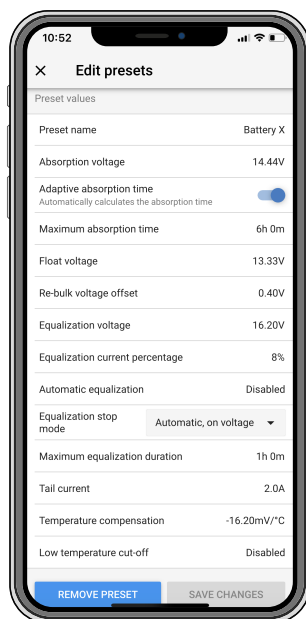 10:52
Edit presets
Preset values
Preset name Battery X
Absorption voltage 14.44V
Adaptive absorption time
Automatically calculates the absorption time
Maximum absorption time 6h 0m
Float voltage 13.33V
Re-bulk voltage offset 0.40V
Equalization voltage 16.20V
Equalization current percentage 8%
Automatic equalization Disabled
Equalization stop
mode Automatic, on voltage
Maximum equalization duration 1h 0m
Tail current 2.0A
Temperature compensation -16.20mV/°C
Low temperature cut-off Disabled
REMOVE PRESET SAVE CHANGES